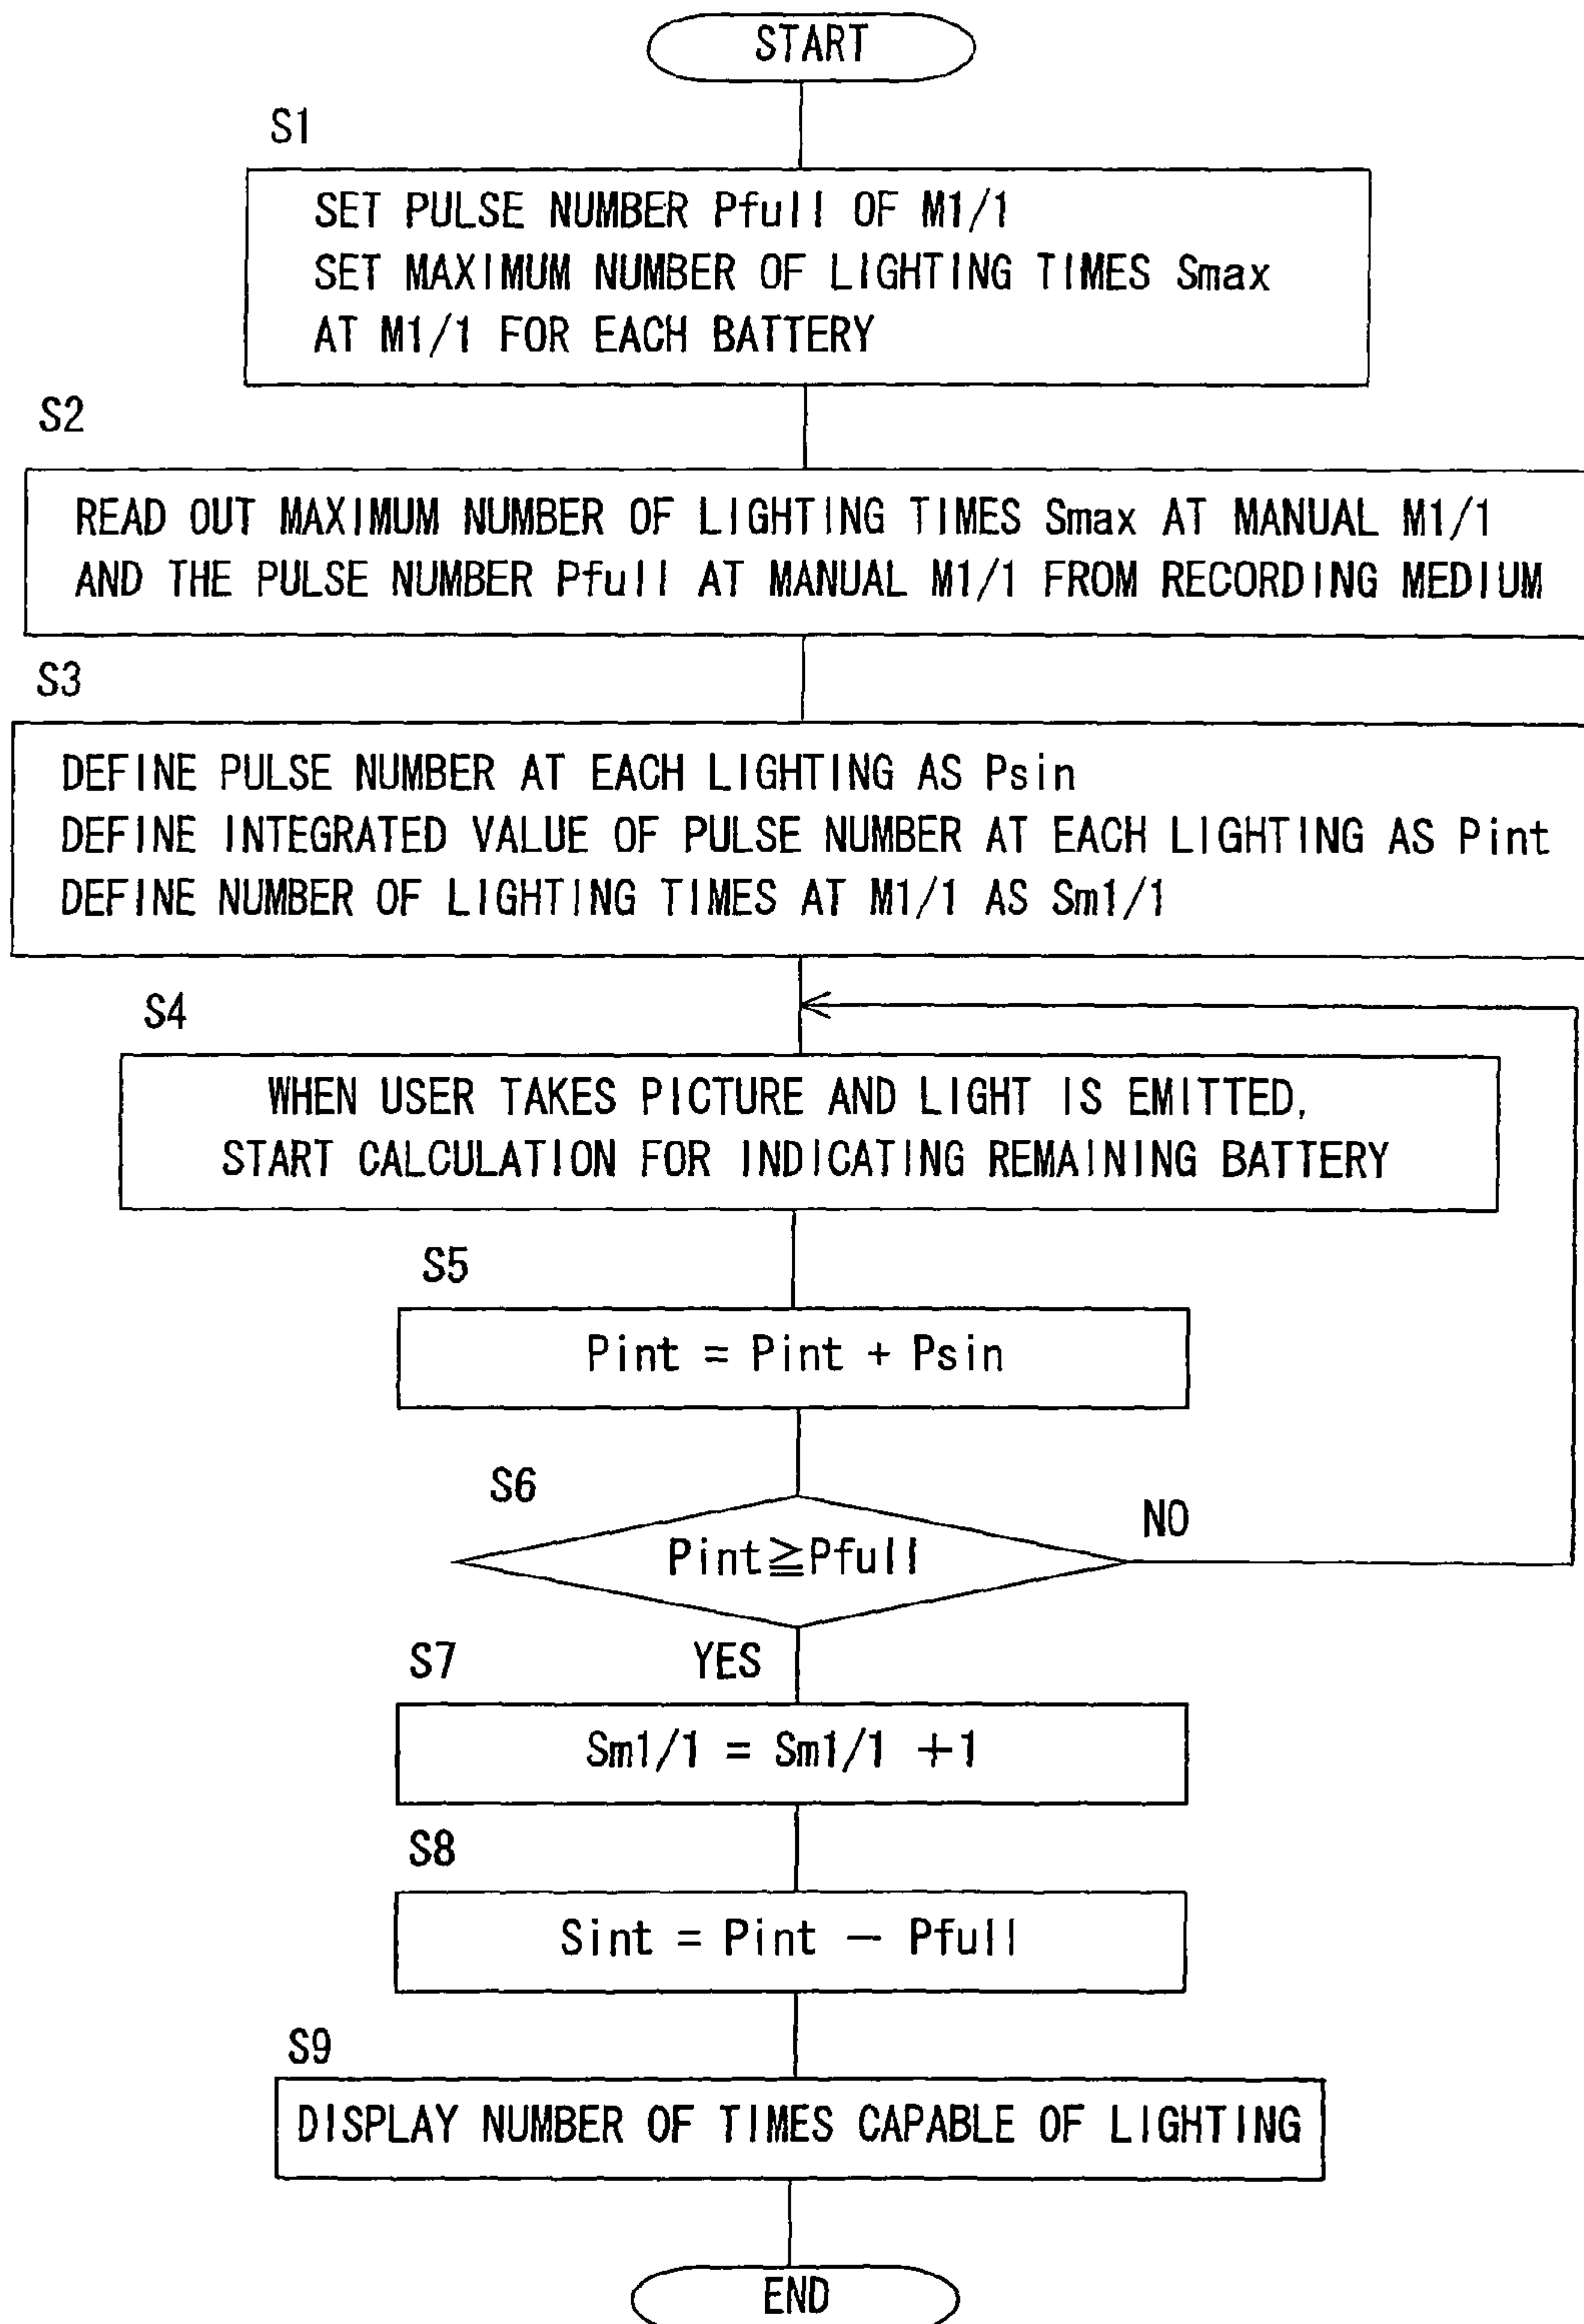 START
S1
SET PULSE NUMBER Pfull OF M1/1
SET MAXIMUM NUMBER OF LIGHTING TIMES Smax
AT M1/1 FOR EACH BATTERY
S2
READ OUT MAXIMUM NUMBER OF LIGHTING TIMES Smax AT MANUAL M1/1
AND THE PULSE NUMBER Pfull AT MANUAL M1/1 FROM RECORDING MEDIUM
S3
DEFINE PULSE NUMBER AT EACH LIGHTING AS Psin
DEFINE INTEGRATED VALUE OF PULSE NUMBER AT EACH LIGHTING AS Pint
DEFINE NUMBER OF LIGHTING TIMES AT M1/1 AS Sm1/1
S4
WHEN USER TAKES PICTURE AND LIGHT IS EMITTED,
START CALCULATION FOR INDICATING REMAINING BATTERY
S5
Pint = Pint + Psin
S6
Pint≧Pfull
NO
YES
S7
Sm1/1 = Sm1/1 +1
S8
Sint = Pint − Pfull
S9
DISPLAY NUMBER OF TIMES CAPABLE OF LIGHTING
END